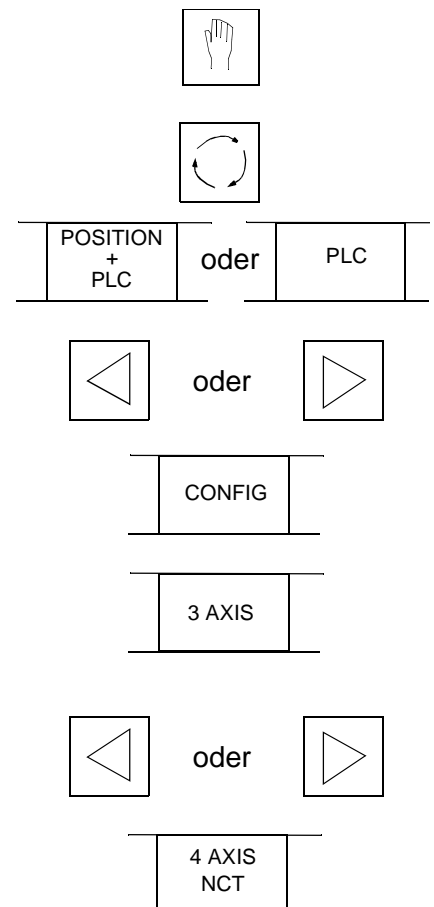 POSITION
+
PLC
oder
PLC
oder
CONFIG
3 AXIS
oder
4 AXIS
NCT